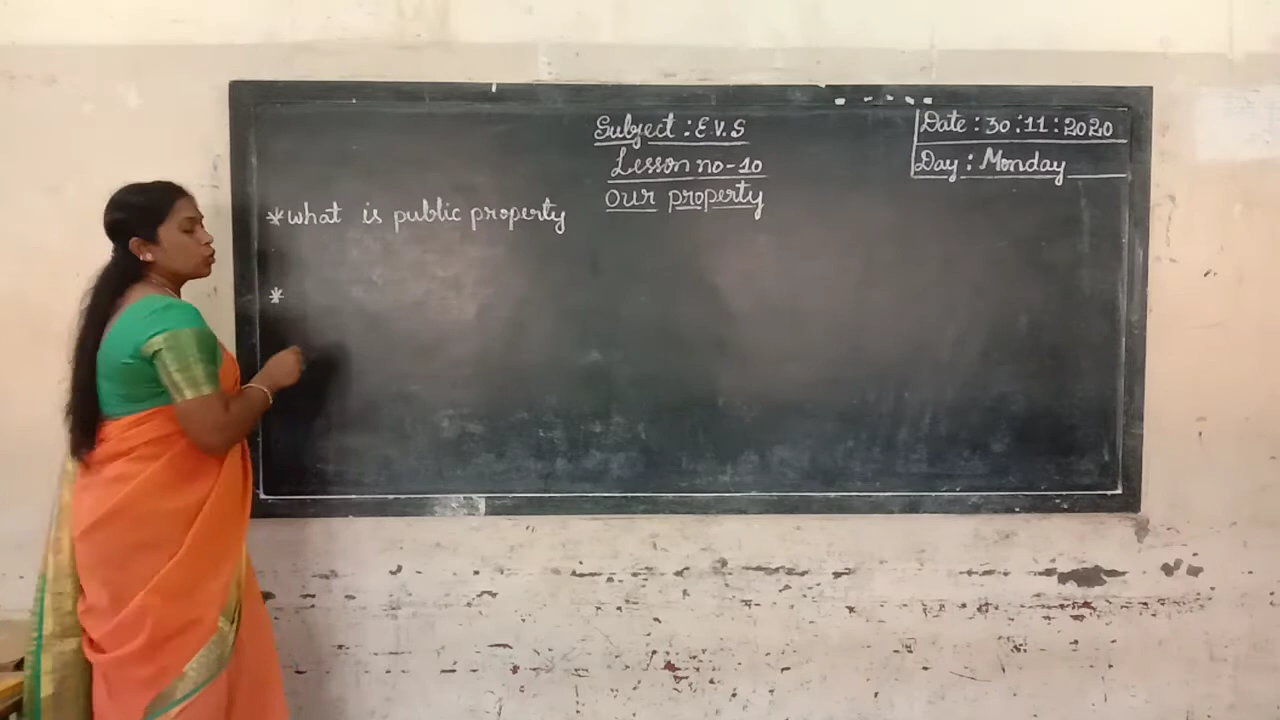 Subject : E.V.S
Lesson no-10
our property
Date : 30:11:2020
Day : Monday
*what is public property
*